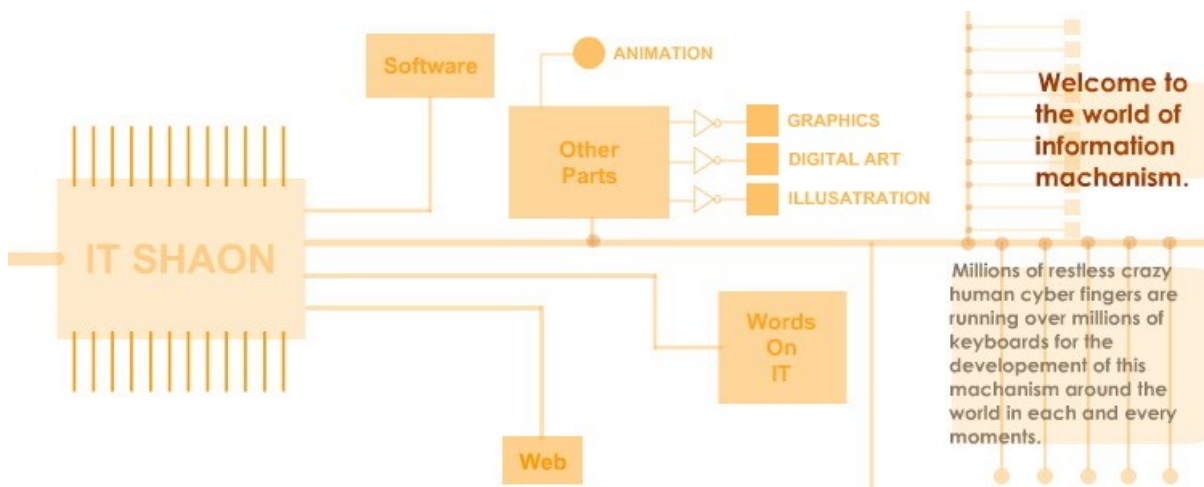 Software
ANIMATION
Other
Parts
GRAPHICS
DIGITAL ART
ILLUSATRATION
IT SHAON
Words
On
IT
Web
Welcome to
the world of
information
machanism.
Millions of restless crazy
human cyber fingers are
running over millions of
keyboards for the
developement of this
machanism around the
world in each and every
moments.